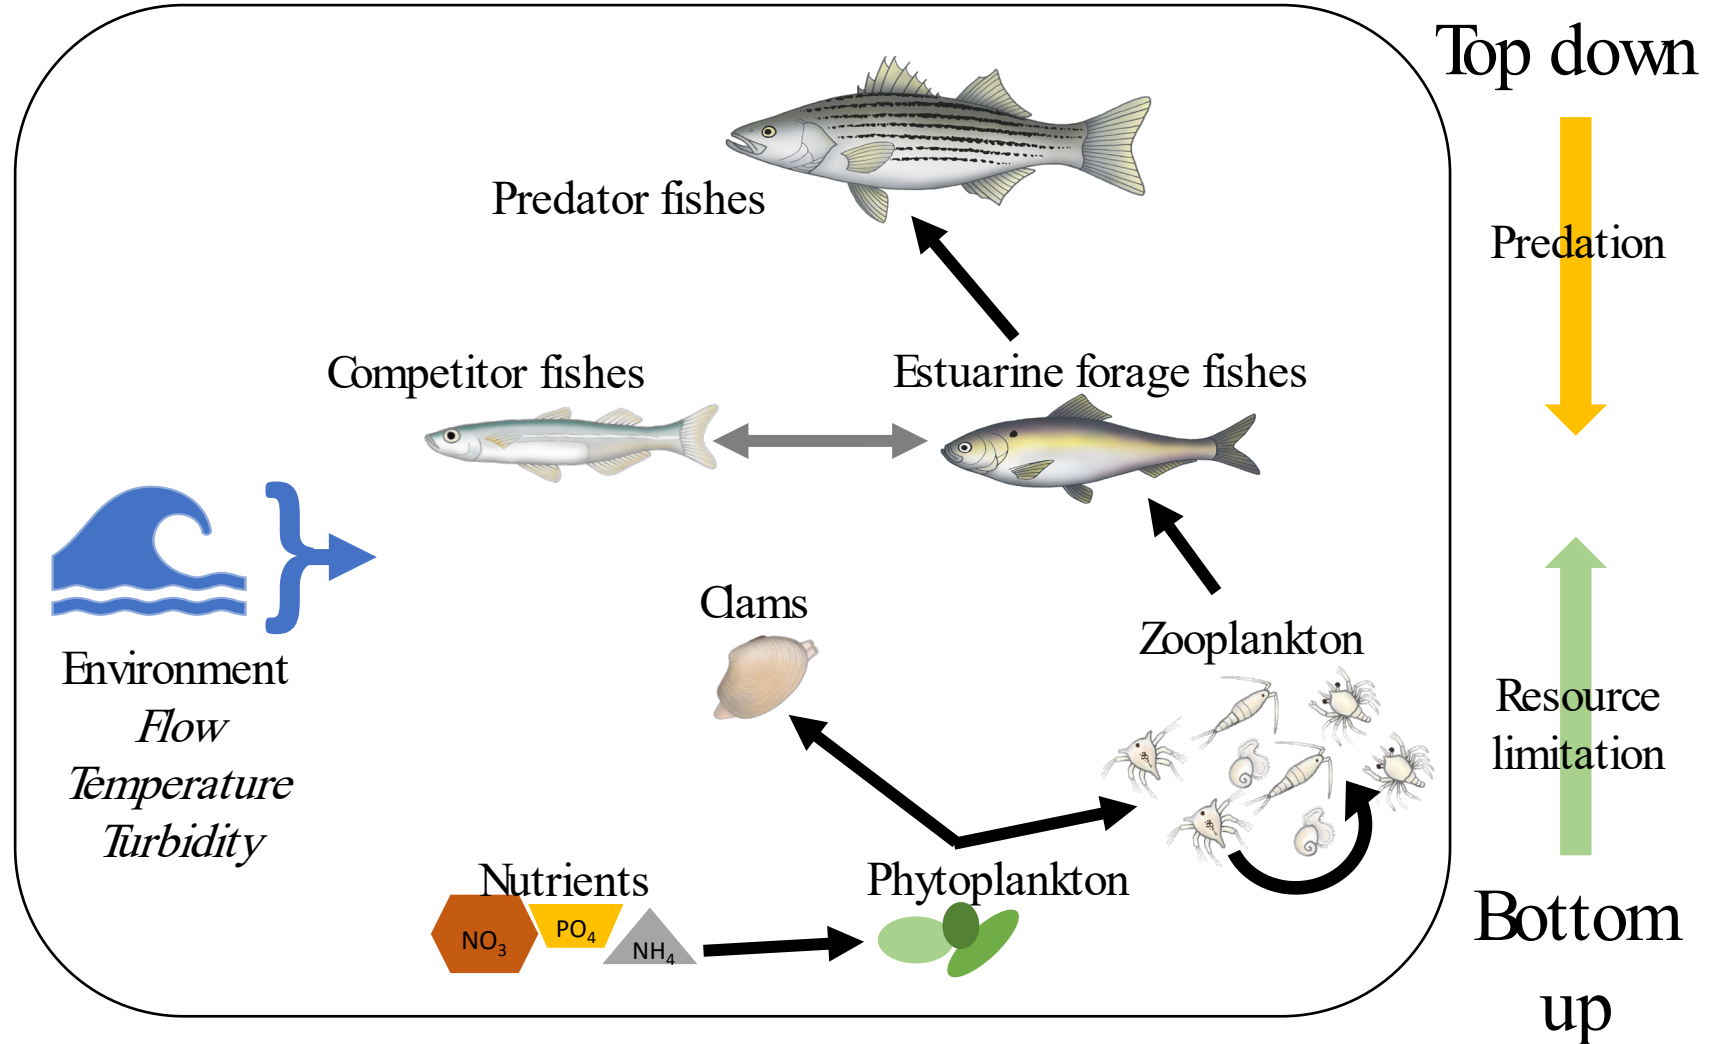 Top down
Predator fishes
Predation
Competitor fishes
Estuarine forage fishes
Clams
Zooplankton
Environment
Flow
Temperature
Turbidity
Resource
limitation
Nutrients
Phytoplankton
NO₃
PO₄
NH₄
Bottom
up